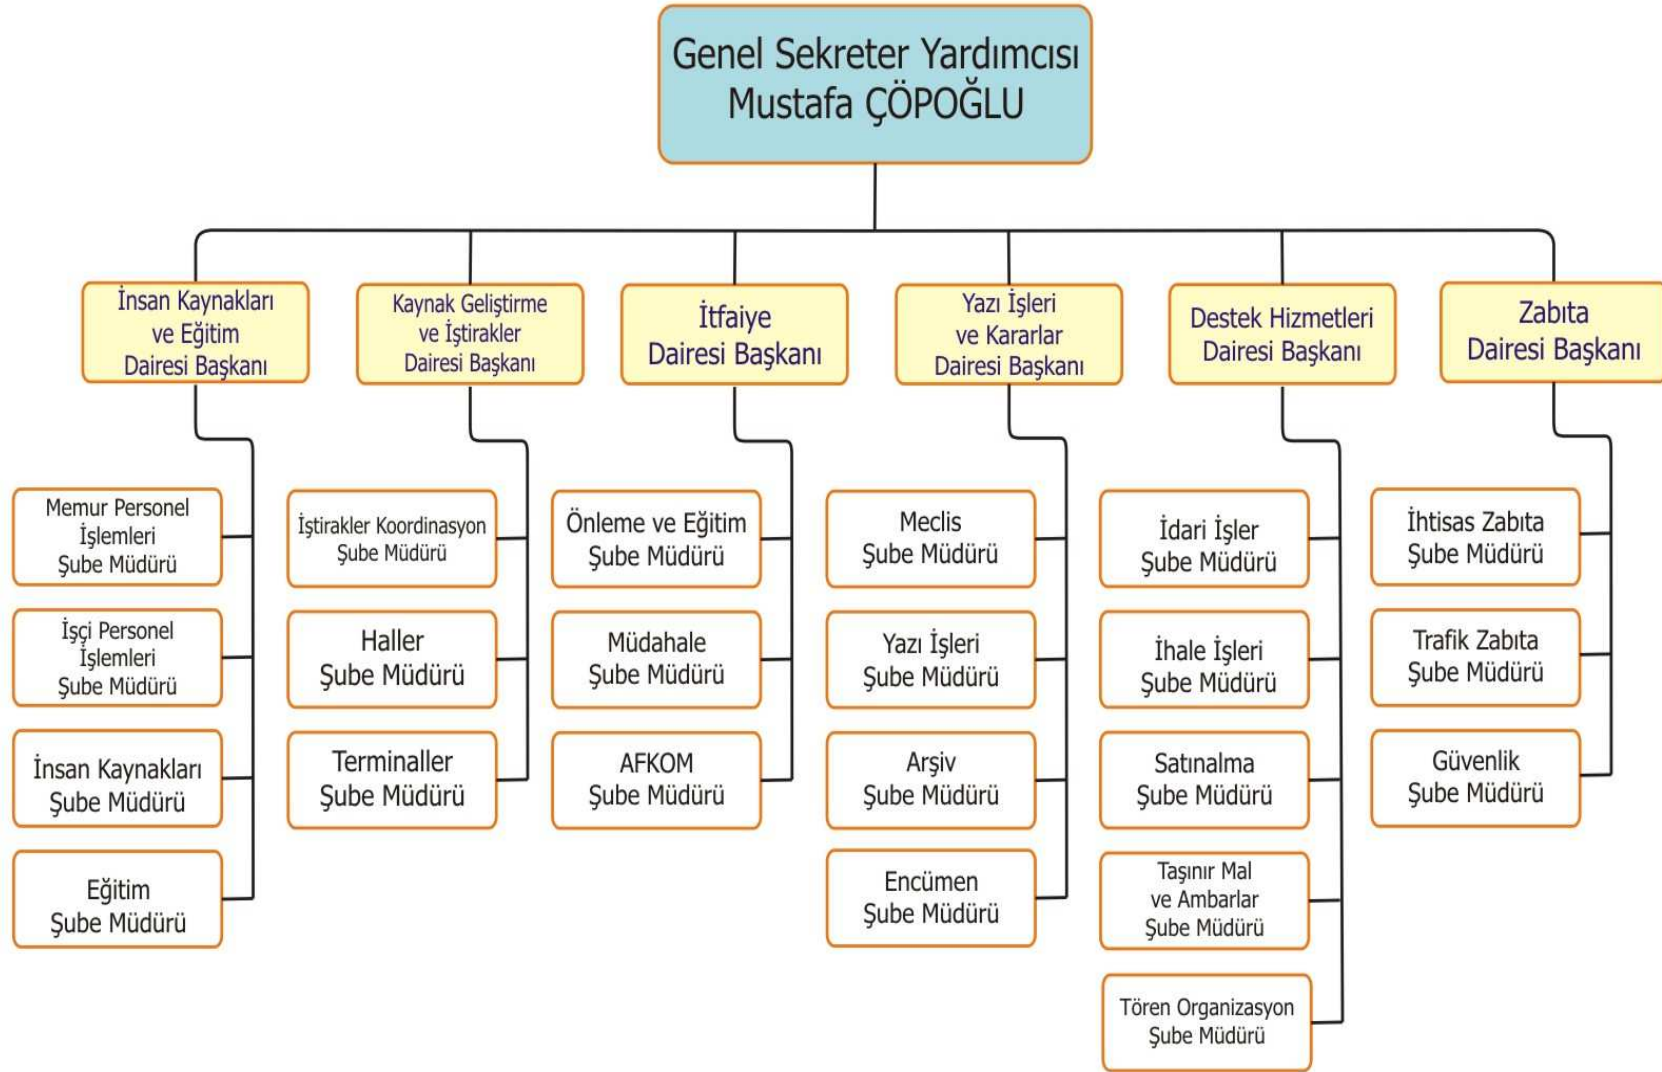 Genel Sekreter Yardımcısı
Mustafa ÇÖPOĞLU
İnsan Kaynakları
ve Eğitim
Dairesi Başkanı
Kaynak Geliştirme
ve İştirakler
Dairesi Başkanı
İtfaiye
Dairesi Başkanı
Yazı İşleri
ve Kararlar
Dairesi Başkanı
Destek Hizmetleri
Dairesi Başkanı
Zabıta
Dairesi Başkanı
Memur Personel
İşlemleri
Şube Müdürü
İşçi Personel
İşlemleri
Şube Müdürü
İnsan Kaynakları
Şube Müdürü
Eğitim
Şube Müdürü
İştirakler Koordinasyon
Şube Müdürü
Haller
Şube Müdürü
Terminaller
Şube Müdürü
Önleme ve Eğitim
Şube Müdürü
Müdahale
Şube Müdürü
AFKOM
Şube Müdürü
Meclis
Şube Müdürü
Yazı İşleri
Şube Müdürü
Arşiv
Şube Müdürü
Encümen
Şube Müdürü
İdari İşler
Şube Müdürü
İhale İşleri
Şube Müdürü
Satınalma
Şube Müdürü
Taşınır Mal
ve Ambarlar
Şube Müdürü
Tören Organizasyon
Şube Müdürü
İhtisas Zabıta
Şube Müdürü
Trafik Zabıta
Şube Müdürü
Güvenlik
Şube Müdürü